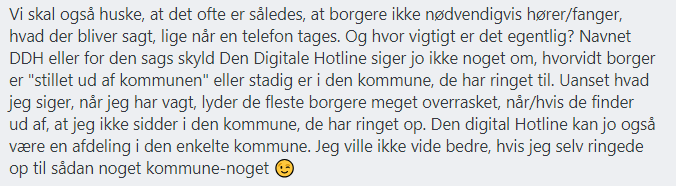 Vi skal også huske, at det ofte er således, at borgere ikke nødvendigvis hører/fanger,
hvad der bliver sagt, lige når en telefon tages. Og hvor vigtigt er det egentlig? Navnet
DDH eller for den sags skyld Den Digitale Hotline siger jo ikke noget om, hvorvidt borger
er "stillet ud af kommunen" eller stadig er i den kommune, de har ringet til. Uanset hvad
jeg siger, når jeg har vagt, lyder de fleste borgere meget overrasket, når/hvis de finder
ud af, at jeg ikke sidder i den kommune, de har ringet op. Den digital Hotline kan jo også
være en afdeling i den enkelte kommune. Jeg ville ikke vide bedre, hvis jeg selv ringede
op til sådan noget kommune-noget 😉